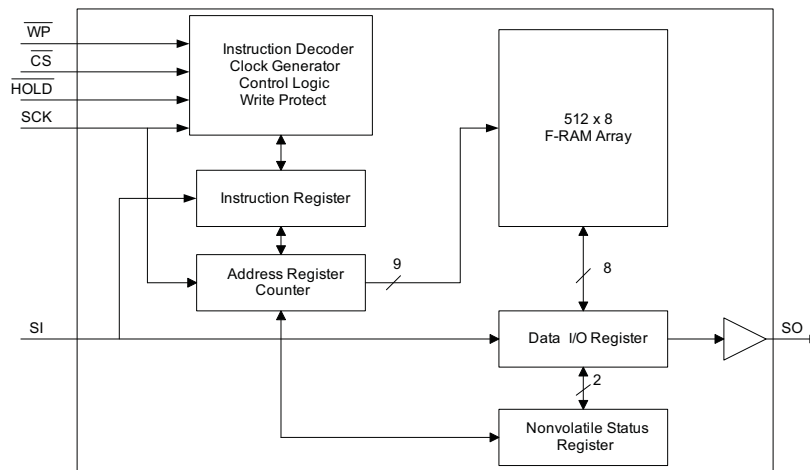 WP
CS
HOLD
SCK
Instruction Decoder
Clock Generator
Control Logic
Write Protect
512 x 8
F-RAM Array
Instruction Register
Address Register
Counter
9
8
SI
Data I/O Register
SO
2
Nonvolatile Status
Register